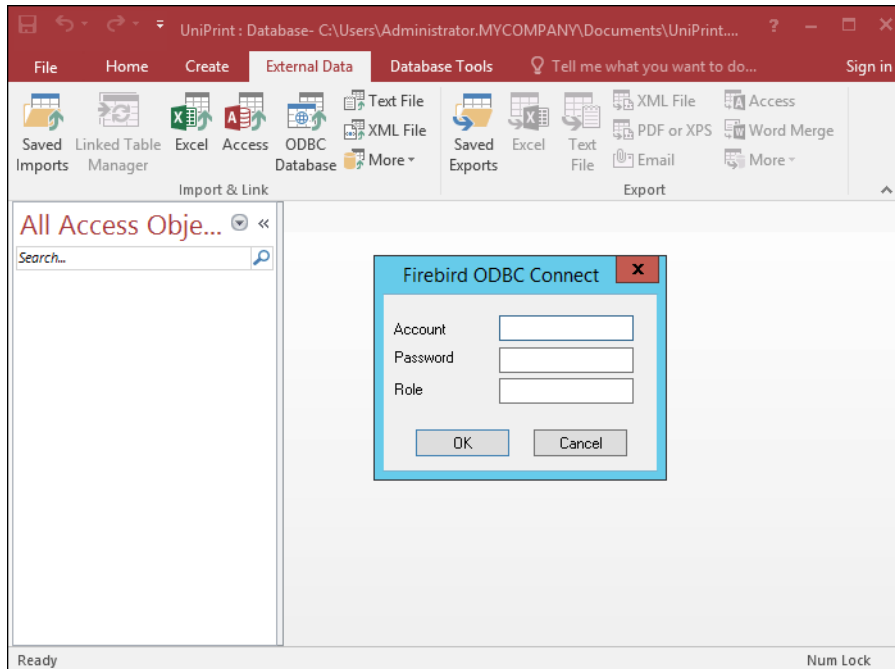 UniPrint : Database- C:\Users\Administrator.MYCOMPANY\Documents\UniPrint.... ?
File Home Create External Data Database Tools Tell me what you want to do... Sign in
Saved Imports
Linked Table Manager
Excel
Access
ODBC Database
Text File
XML File
More
Import & Link
Saved Exports
Excel
Text File
XML File
PDF or XPS
Email
Access
Word Merge
More
Export
All Access Obje... «
Search...
Firebird ODBC Connect x
Account
Password
Role
OK Cancel
Ready Num Lock